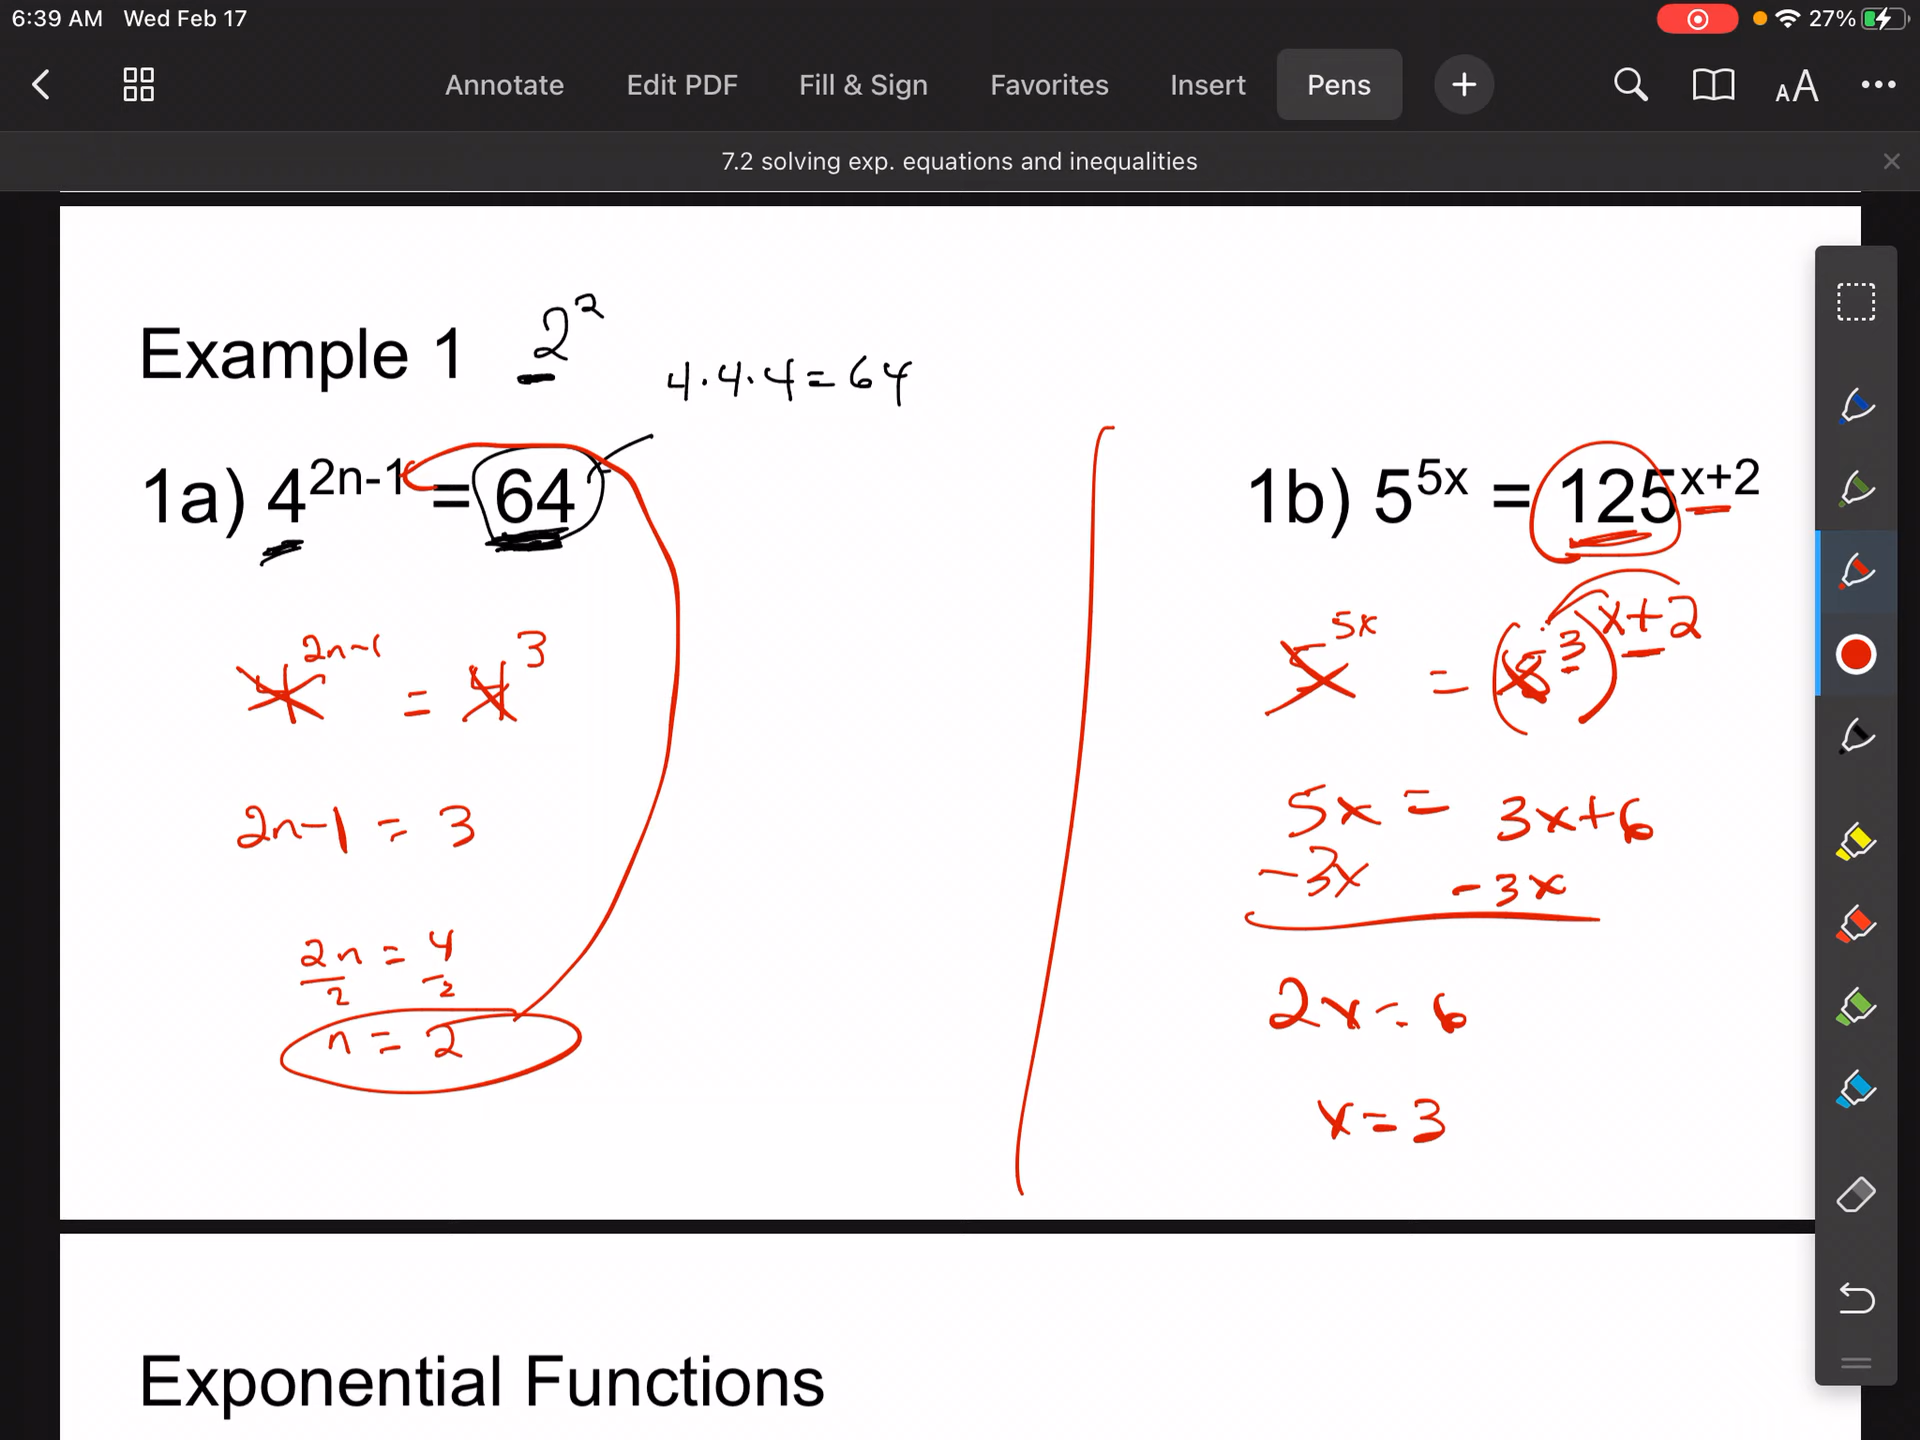 6:39 AM Wed Feb 17 27%
Annotate Edit PDF Fill & Sign Favorites Insert Pens + AA
7.2 solving exp. equations and inequalities
Example 1 2²
4·4·4=64
1a) 4^{2n-1} = 64
4^{2n-1} = 4^3
2n-1 = 3
2n = 4
2 2
n = 2
1b) 5^{5x} = 125^{x+2}
5^{5x} = (5^3)^{x+2}
5x = 3x+6
-3x -3x
2x = 6
x = 3
Exponential Functions